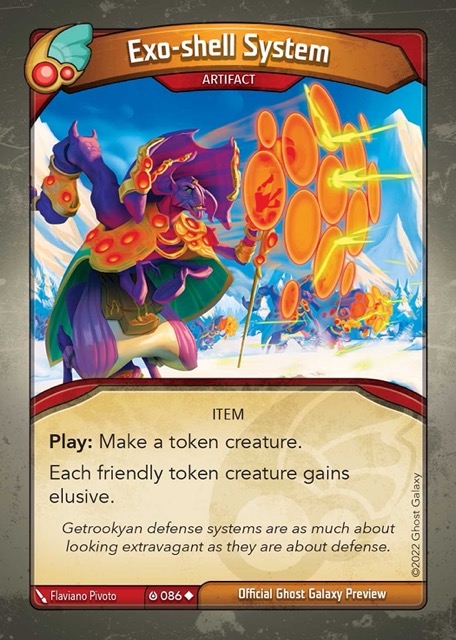 Exo-shell System
ARTIFACT
ITEM
Play: Make a token creature.
Each friendly token creature gains
elusive.
Getrookyan defense systems are as much about
looking extravagant as they are about defense.
©2022 Ghost Galaxy
Flaviano Pivoto
086
Official Ghost Galaxy Preview